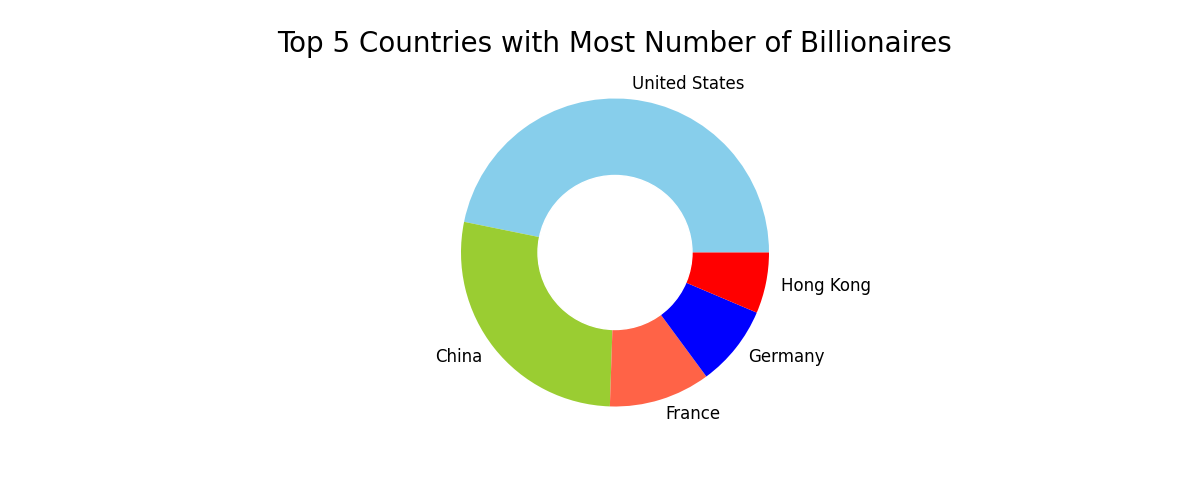 Top 5 Countries with Most Number of Billionaires
United States
Hong Kong
China
Germany
France